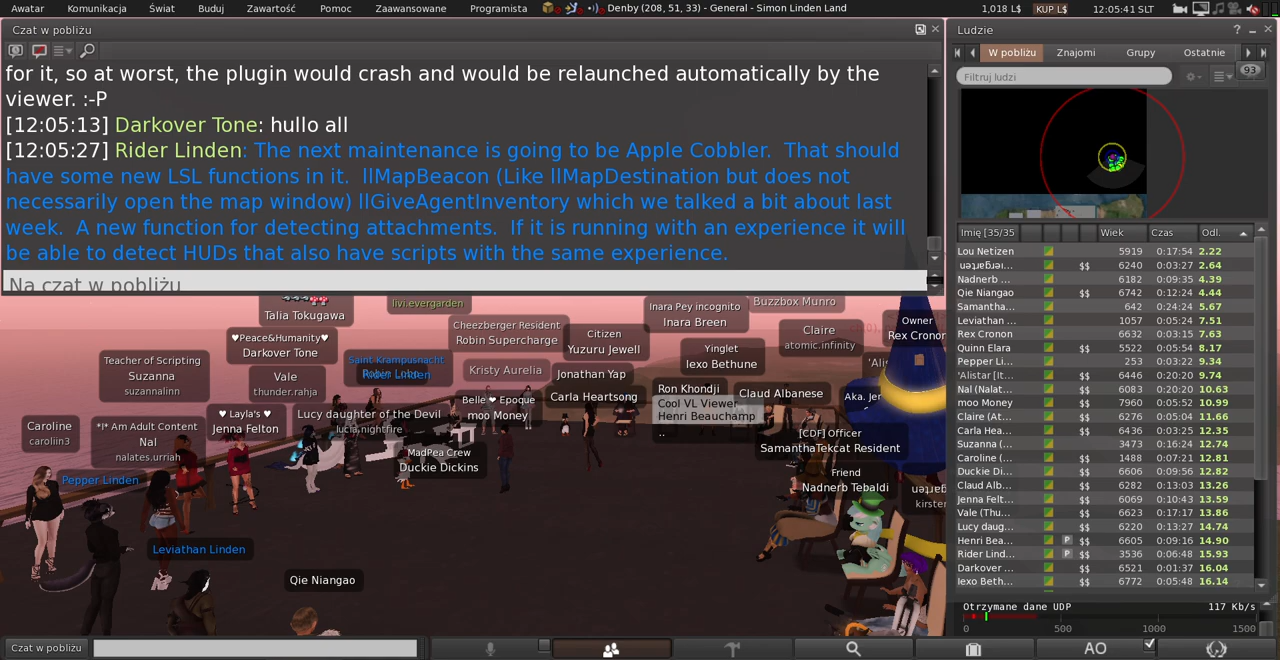 Awatar Komunikacja Świat Buduj Zawartość Pomoc Zaawansowane Programista Denby (208, 51, 33) - General - Simon Linden Land 1,018 L$ KUP L$ 12:05:41 SLT
Czat w pobliżu
for it, so at worst, the plugin would crash and would be relaunched automatically by the
viewer. :-P
[12:05:13] Darkover Tone: hullo all
[12:05:27] Rider Linden: The next maintenance is going to be Apple Cobbler. That should
have some new LSL functions in it. llMapBeacon (Like llMapDestination but does not
necessarily open the map window) llGiveAgentInventory which we talked a bit about last
week. A new function for detecting attachments. If it is running with an experience it will
be able to detect HUDs that also have scripts with the same experience.
Na czat w pobliżu
Talia Tokugawa
livi.evergarden
Inara Pey incognito
Inara Breen
Buzzbox Munro
♥Peace&Humanity♥
Darkover Tone
Cheezberger Resident
Robin Supercharge
Citizen
Yuzuru Jewell
Claire
atomic.infinity
Owner
Rex Cronor
Teacher of Scripting
Suzanna
suzannalinn
Saint Krampusnacht
Rider Linden
Yinglet
Iexo Bethune
Vale
thunder.rahja
Kristy Aurelia
Jonathan Yap
Ron Khondji
Cool VL Viewer
Henri Beauchamp
..
Claud Albanese
Carla Heartsong
Belle ❤ Epoque
moo Money
♥ Layla's ♥
Jenna Felton
Lucy daughter of the Devil
lucia.nightfire
Caroline
caroliin3
*I* Am Adult Content
Nal
nalates.urriah
[CDF] Officer
SamanthaTekcat Resident
MadPea Crew
Duckie Dickins
Friend
Nadnerb Tebaldi
Pepper Linden
Leviathan Linden
Qie Niangao
Czat w pobliżu
AO
Ludzie
W pobliżu Znajomi Grupy Ostatnie
Filtruj ludzi
93
Imię [35/35 Wiek Czas Odl.
Lou Netizen 5919 0:17:54 2.22
$$ 6240 0:03:27 2.64
Nadnerb ... 6182 0:09:35 4.39
Qie Niangao $$ 6742 0:12:24 4.44
Samantha... 642 0:24:24 5.67
Leviathan ... 1057 0:05:24 7.51
Rex Cronon 6632 0:03:15 7.63
Quinn Elara $$ 5522 0:05:54 8.17
Pepper Li... 253 0:03:22 9.34
'Alistar [It... $$ 6446 0:20:20 9.74
Nal (Nalat... $$ 6083 0:20:20 10.63
moo Money $$ 7960 0:05:52 10.99
Claire (At... $$ 6276 0:05:04 11.66
Carla Hea... $$ 6436 0:03:25 12.35
Suzanna (... 3473 0:16:24 12.74
Caroline (... $$ 1488 0:07:21 12.81
Duckie Di... $$ 6606 0:09:56 12.82
Claud Alb... $$ 6282 0:13:03 13.26
Jenna Felt... $$ 6069 0:10:43 13.59
Vale (Thu... $$ 6623 0:17:17 13.86
Lucy daug... $$ 6220 0:13:27 14.74
Henri Bea... P $$ 6605 0:09:16 14.90
Rider Lind... P $$ 3536 0:06:48 15.93
Darkover ... $$ 6521 0:01:37 16.04
Iexo Beth... $$ 6772 0:05:48 16.14
Otrzymane dane UDP 117 Kb/s
0 500 1000 1500